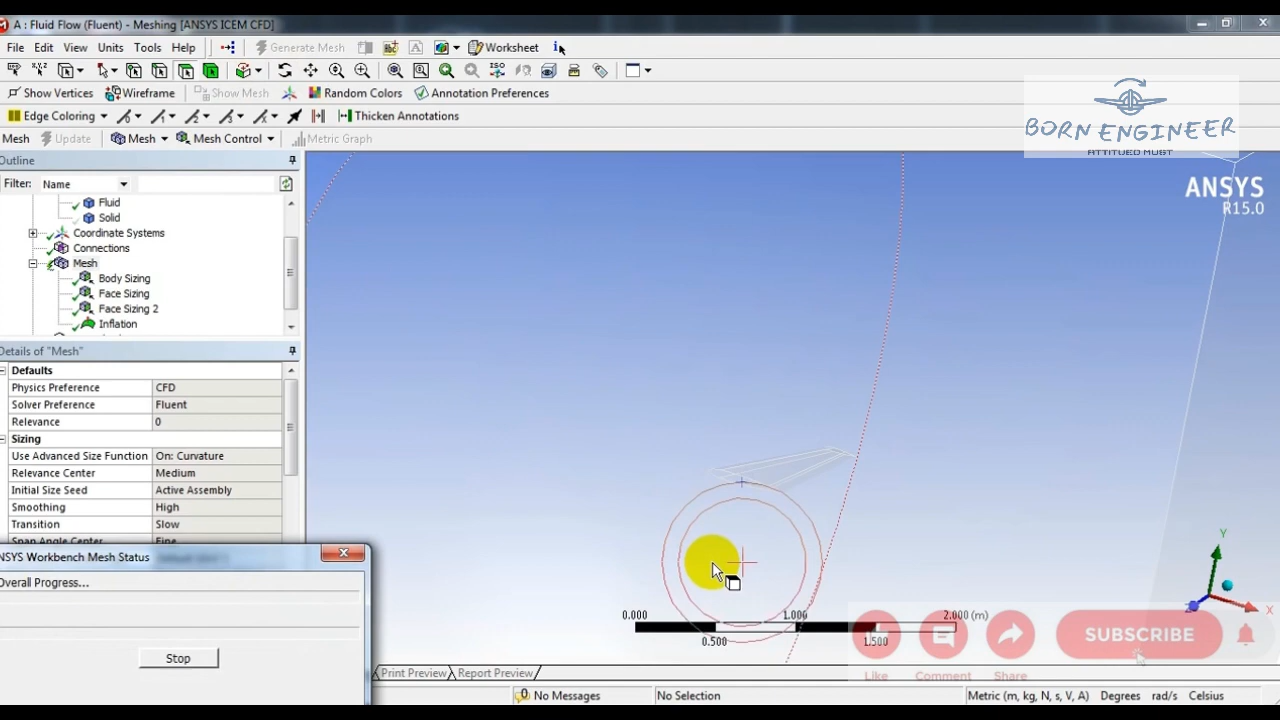 A : Fluid Flow (Fluent) - Meshing [ANSYS ICEM CFD]
File Edit View Units Tools Help Generate Mesh A Worksheet i
Show Vertices Wireframe Show Mesh Random Colors Annotation Preferences
Edge Coloring Thicken Annotations
Mesh Update Mesh Mesh Control Metric Graph
BORN ENGINEER
ATTITUED MUST
ANSYS
R15.0
Outline
Filter: Name
Fluid
Solid
Coordinate Systems
Connections
Mesh
Body Sizing
Face Sizing
Face Sizing 2
Inflation
Details of "Mesh"
Defaults
Physics Preference CFD
Solver Preference Fluent
Relevance 0
Sizing
Use Advanced Size Function On: Curvature
Relevance Center Medium
Initial Size Seed Active Assembly
Smoothing High
Transition Slow
Span Angle Center Fine
NSYS Workbench Mesh Status
Overall Progress...
Stop
0.000 1.000 2.000 (m)
0.500 1.500
Y
X
SUBSCRIBE
Like Comment Share
Print Preview Report Preview
No Messages No Selection Metric (m, kg, N, s, V, A) Degrees rad/s Celsius